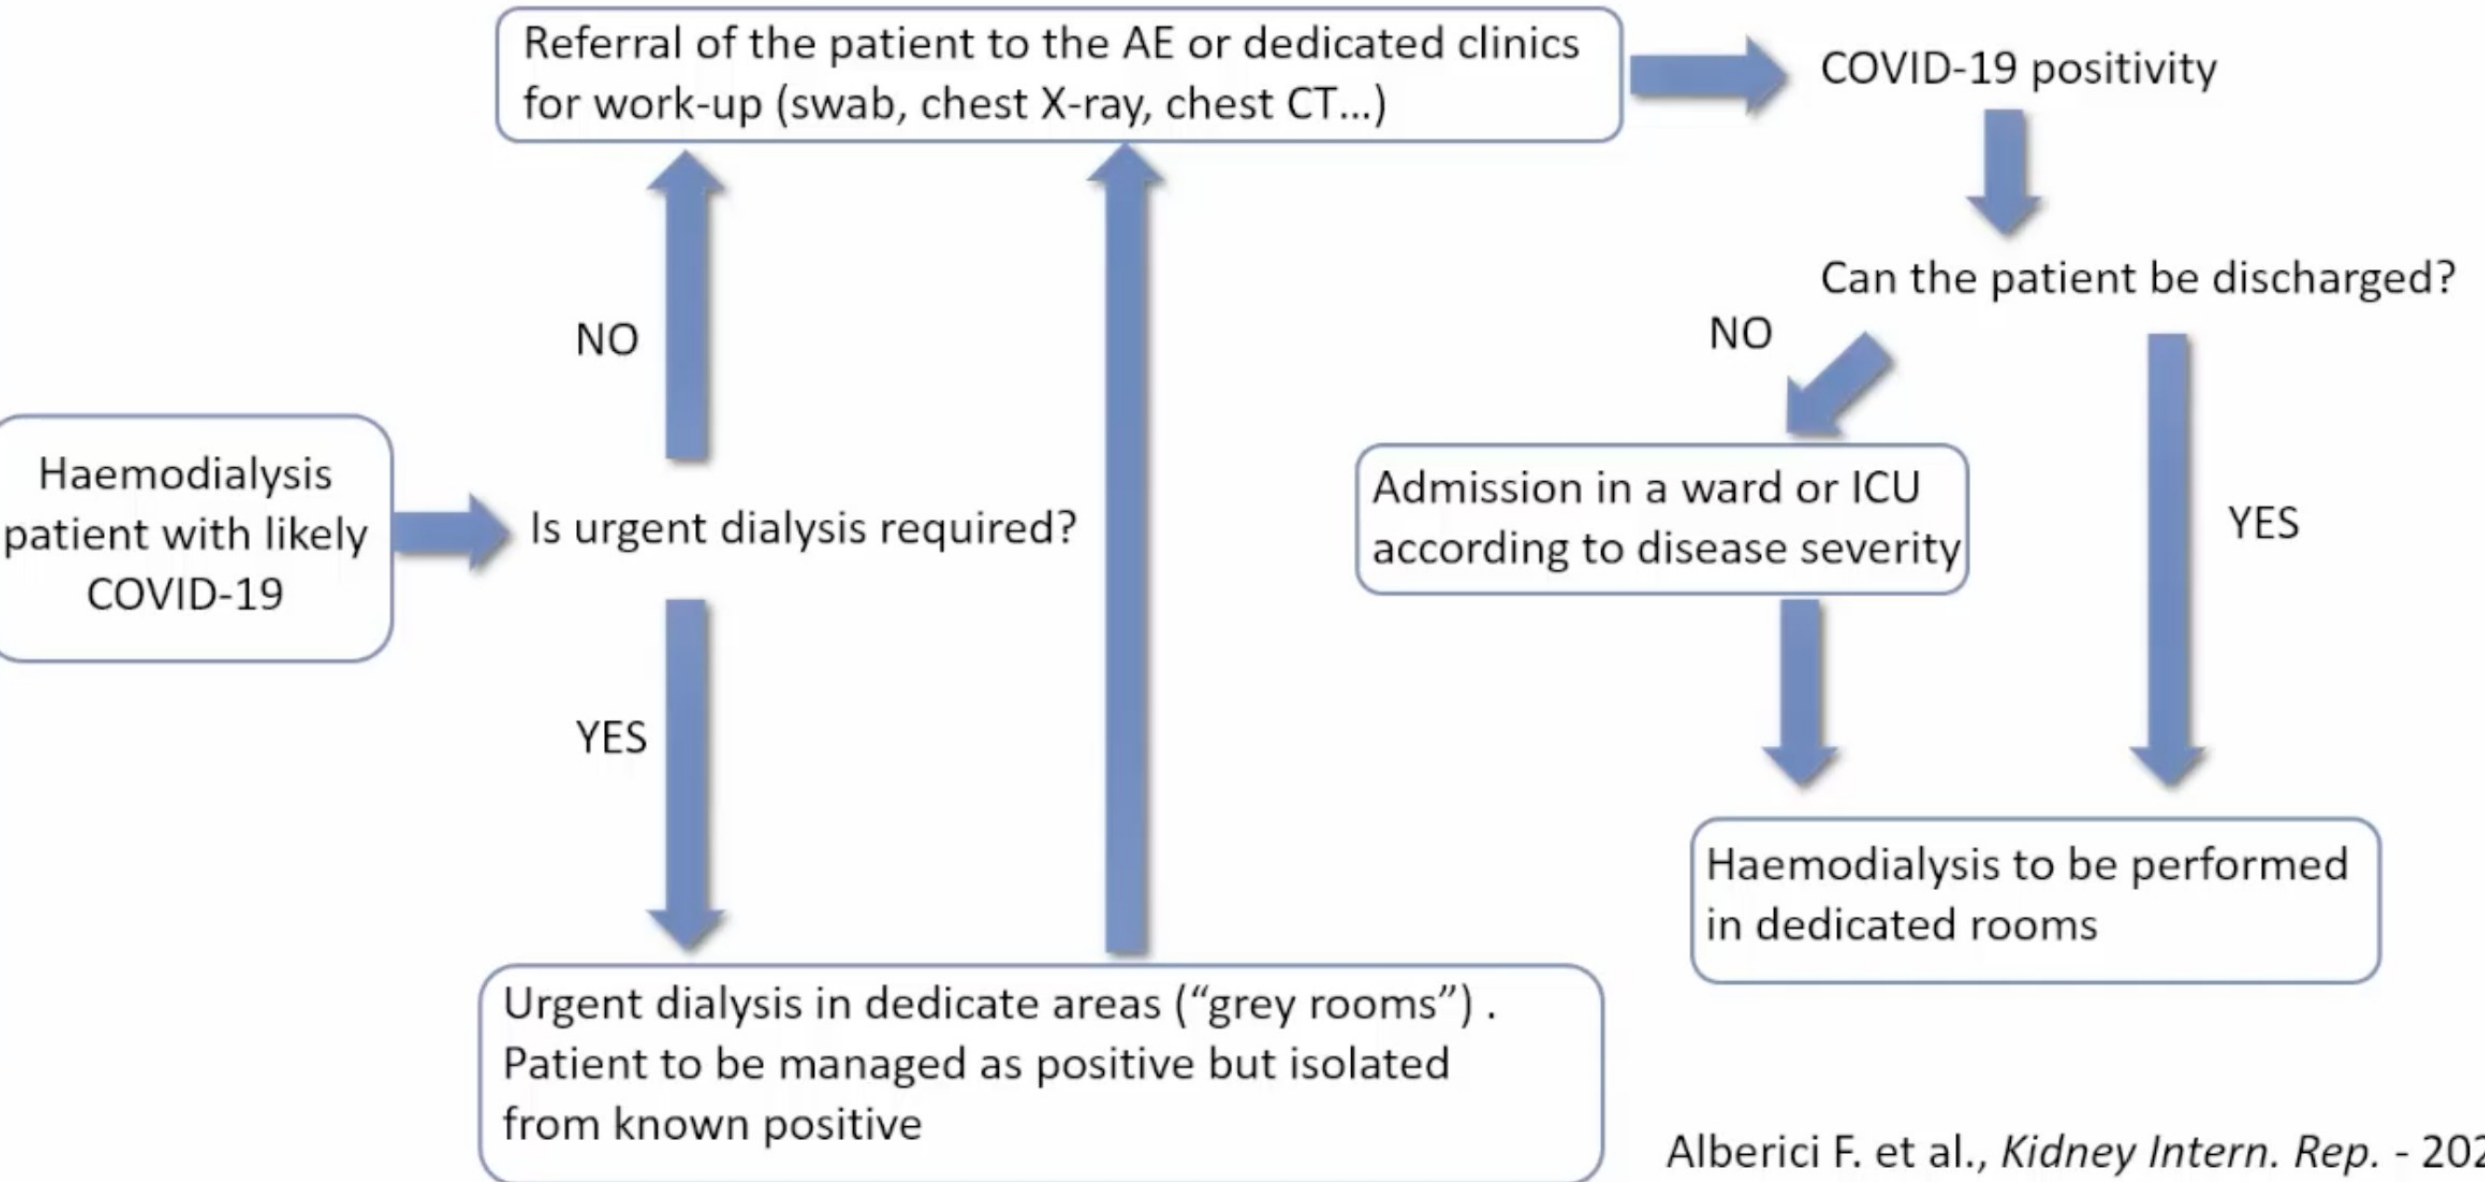 Referral of the patient to the AE or dedicated clinics
for work-up (swab, chest X-ray, chest CT...)
COVID-19 positivity
Can the patient be discharged?
NO
NO
Haemodialysis
patient with likely
COVID-19
Is urgent dialysis required?
Admission in a ward or ICU
according to disease severity
YES
YES
Haemodialysis to be performed
in dedicated rooms
Urgent dialysis in dedicate areas (“grey rooms”) .
Patient to be managed as positive but isolated
from known positive
Alberici F. et al., Kidney Intern. Rep. -